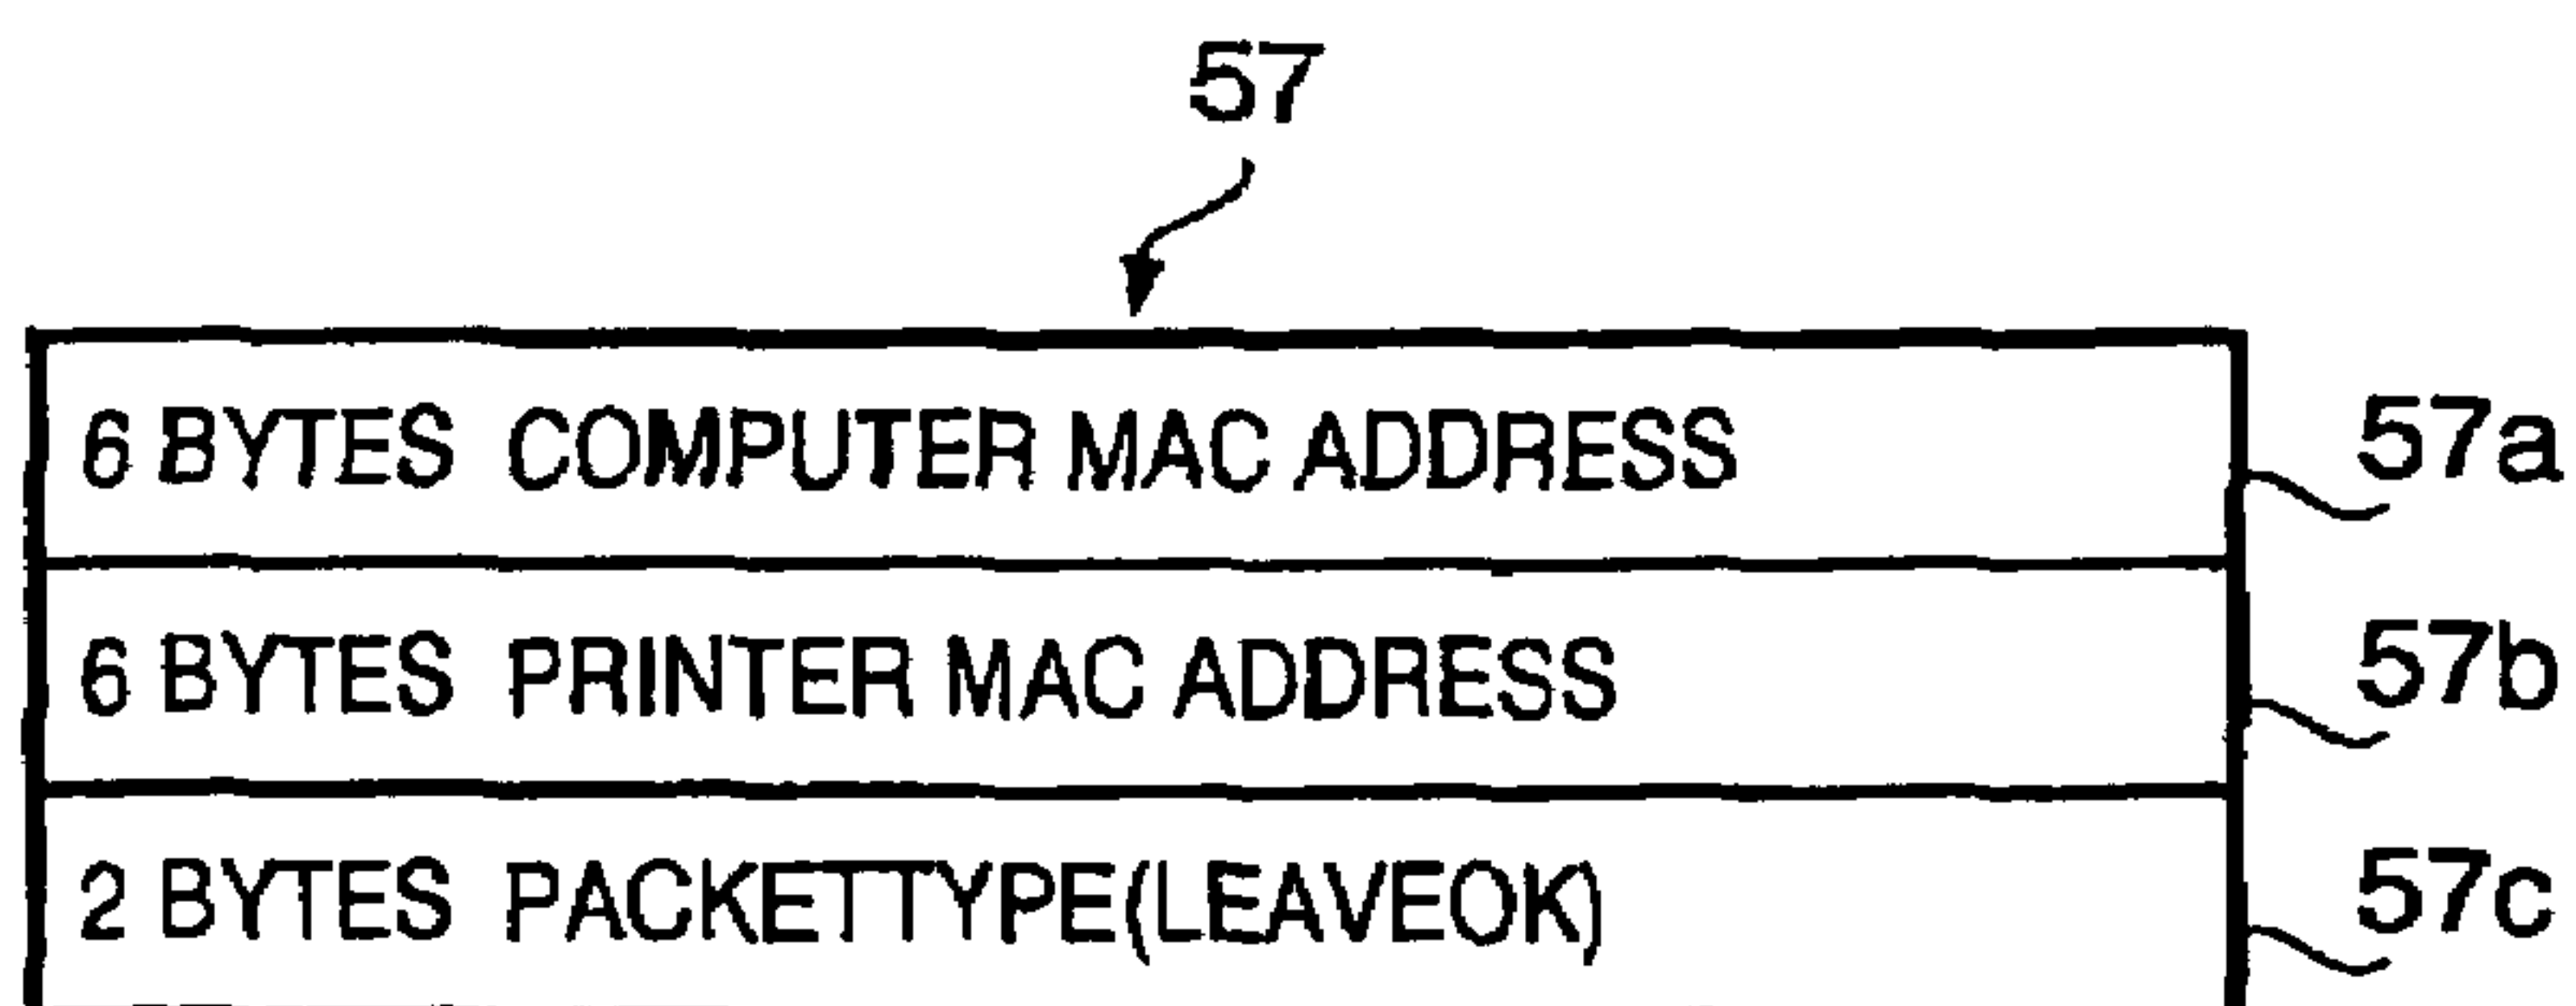 57
6 BYTES COMPUTER MAC ADDRESS 57a
6 BYTES PRINTER MAC ADDRESS 57b
2 BYTES PACKETTYPE(LEAVEOK) 57c